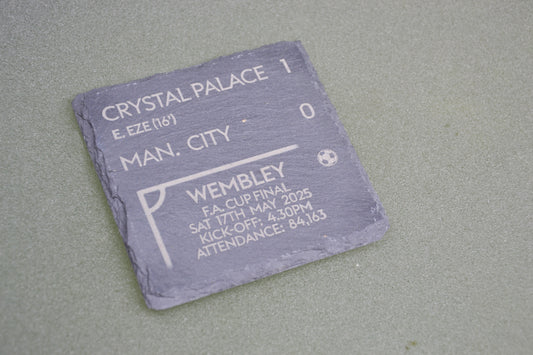 CRYSTAL PALACE 1
E. EZE (16')
MAN. CITY 0
WEMBLEY
F.A. CUP FINAL
SAT 17TH MAY 2025
KICK-OFF: 4.30PM
ATTENDANCE: 84,163